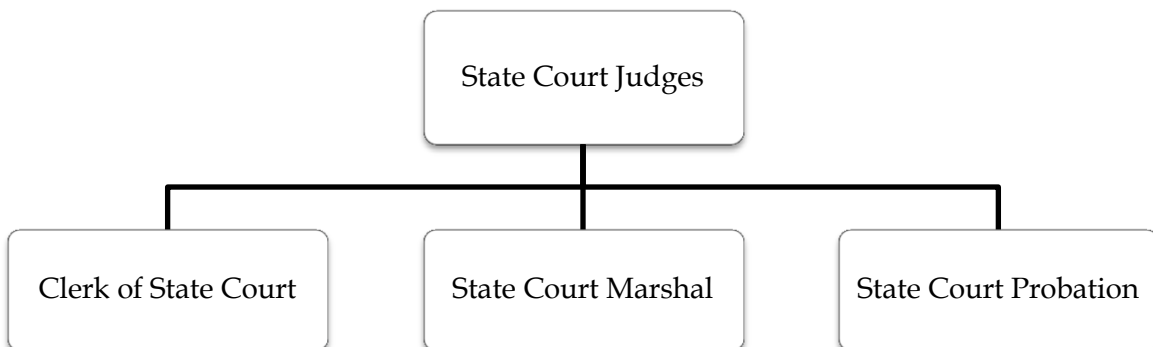 State Court Judges
Clerk of State Court
State Court Marshal
State Court Probation